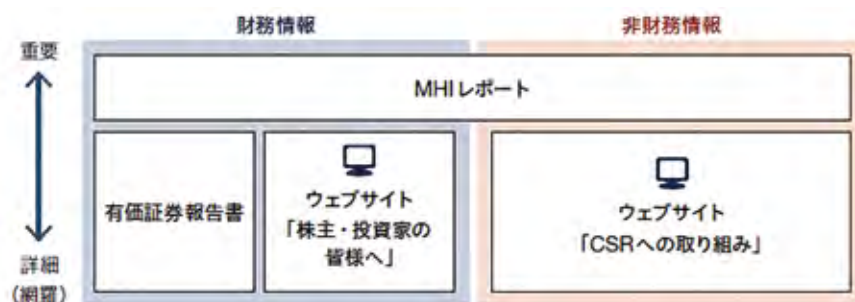 財務情報
非財務情報
重要
MHIレポート
有価証券報告書
ウェブサイト
「株主・投資家の
皆様へ」
ウェブサイト
「CSRへの取り組み」
詳細
（網羅）